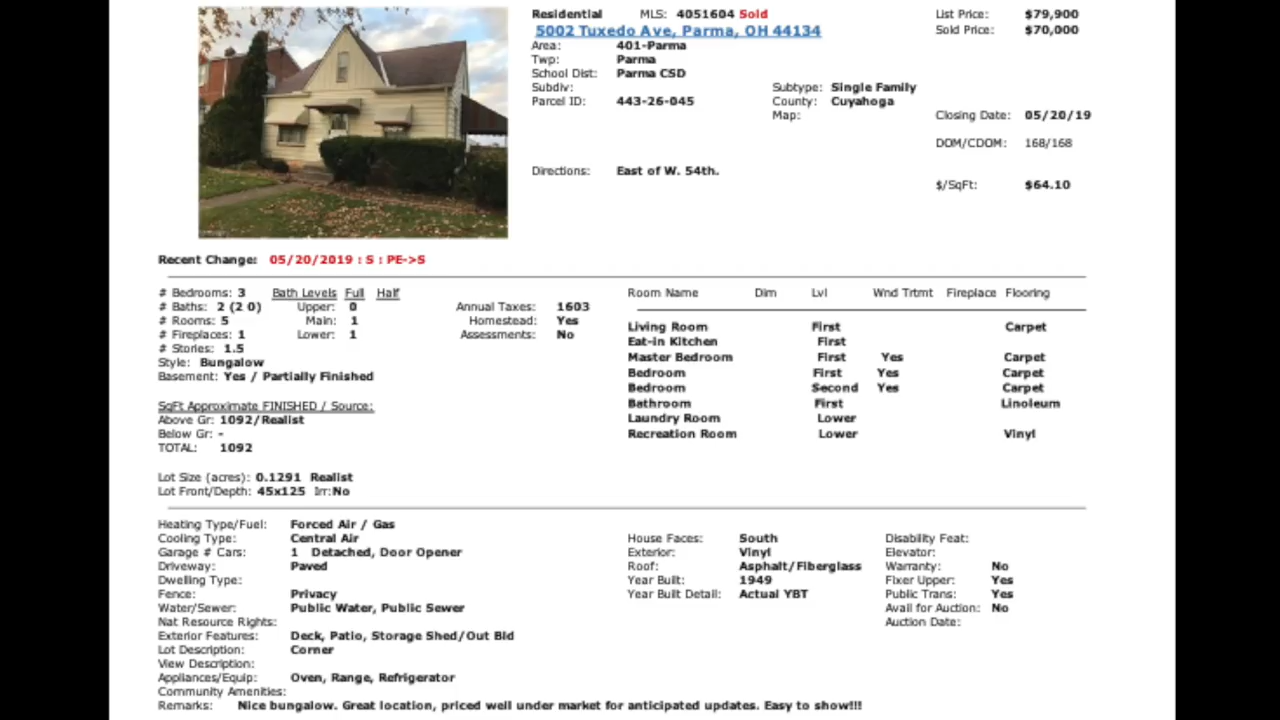 Residential MLS: 4051604 Sold List Price: $79,900
5002 Tuxedo Ave, Parma, OH 44134 Sold Price: $70,000
Area: 401-Parma
Twp: Parma
School Dist: Parma CSD
Subdiv: Subtype: Single Family
Parcel ID: 443-26-045 County: Cuyahoga
Map: Closing Date: 05/20/19
DOM/CDOM: 168/168
Directions: East of W. 54th.
$/SqFt: $64.10
Recent Change: 05/20/2019 : S : PE->S
# Bedrooms: 3 Bath Levels Full Half
# Baths: 2 (2 0) Upper: 0 Annual Taxes: 1603
# Rooms: 5 Main: 1 Homestead: Yes
# Fireplaces: 1 Lower: 1 Assessments: No
# Stories: 1.5
Style: Bungalow
Basement: Yes / Partially Finished
SqFt Approximate FINISHED / Source:
Above Gr: 1092/Realist
Below Gr: -
TOTAL: 1092
Lot Size (acres): 0.1291 Realist
Lot Front/Depth: 45x125 Irr:No
Room Name Dim Lvl Wnd Trtmt Fireplace Flooring
Living Room First Carpet
Eat-in Kitchen First
Master Bedroom First Yes Carpet
Bedroom First Yes Carpet
Bedroom Second Yes Carpet
Bathroom First Linoleum
Laundry Room Lower
Recreation Room Lower Vinyl
Heating Type/Fuel: Forced Air / Gas
Cooling Type: Central Air
Garage # Cars: 1 Detached, Door Opener
Driveway: Paved
Dwelling Type:
Fence: Privacy
Water/Sewer: Public Water, Public Sewer
Nat Resource Rights:
Exterior Features: Deck, Patio, Storage Shed/Out Bld
Lot Description: Corner
View Description:
Appliances/Equip: Oven, Range, Refrigerator
Community Amenities:
Remarks: Nice bungalow. Great location, priced well under market for anticipated updates. Easy to show!!!
House Faces: South
Exterior: Vinyl
Roof: Asphalt/Fiberglass
Year Built: 1949
Year Built Detail: Actual YBT
Disability Feat:
Elevator:
Warranty: No
Fixer Upper: Yes
Public Trans: Yes
Avail for Auction: No
Auction Date: